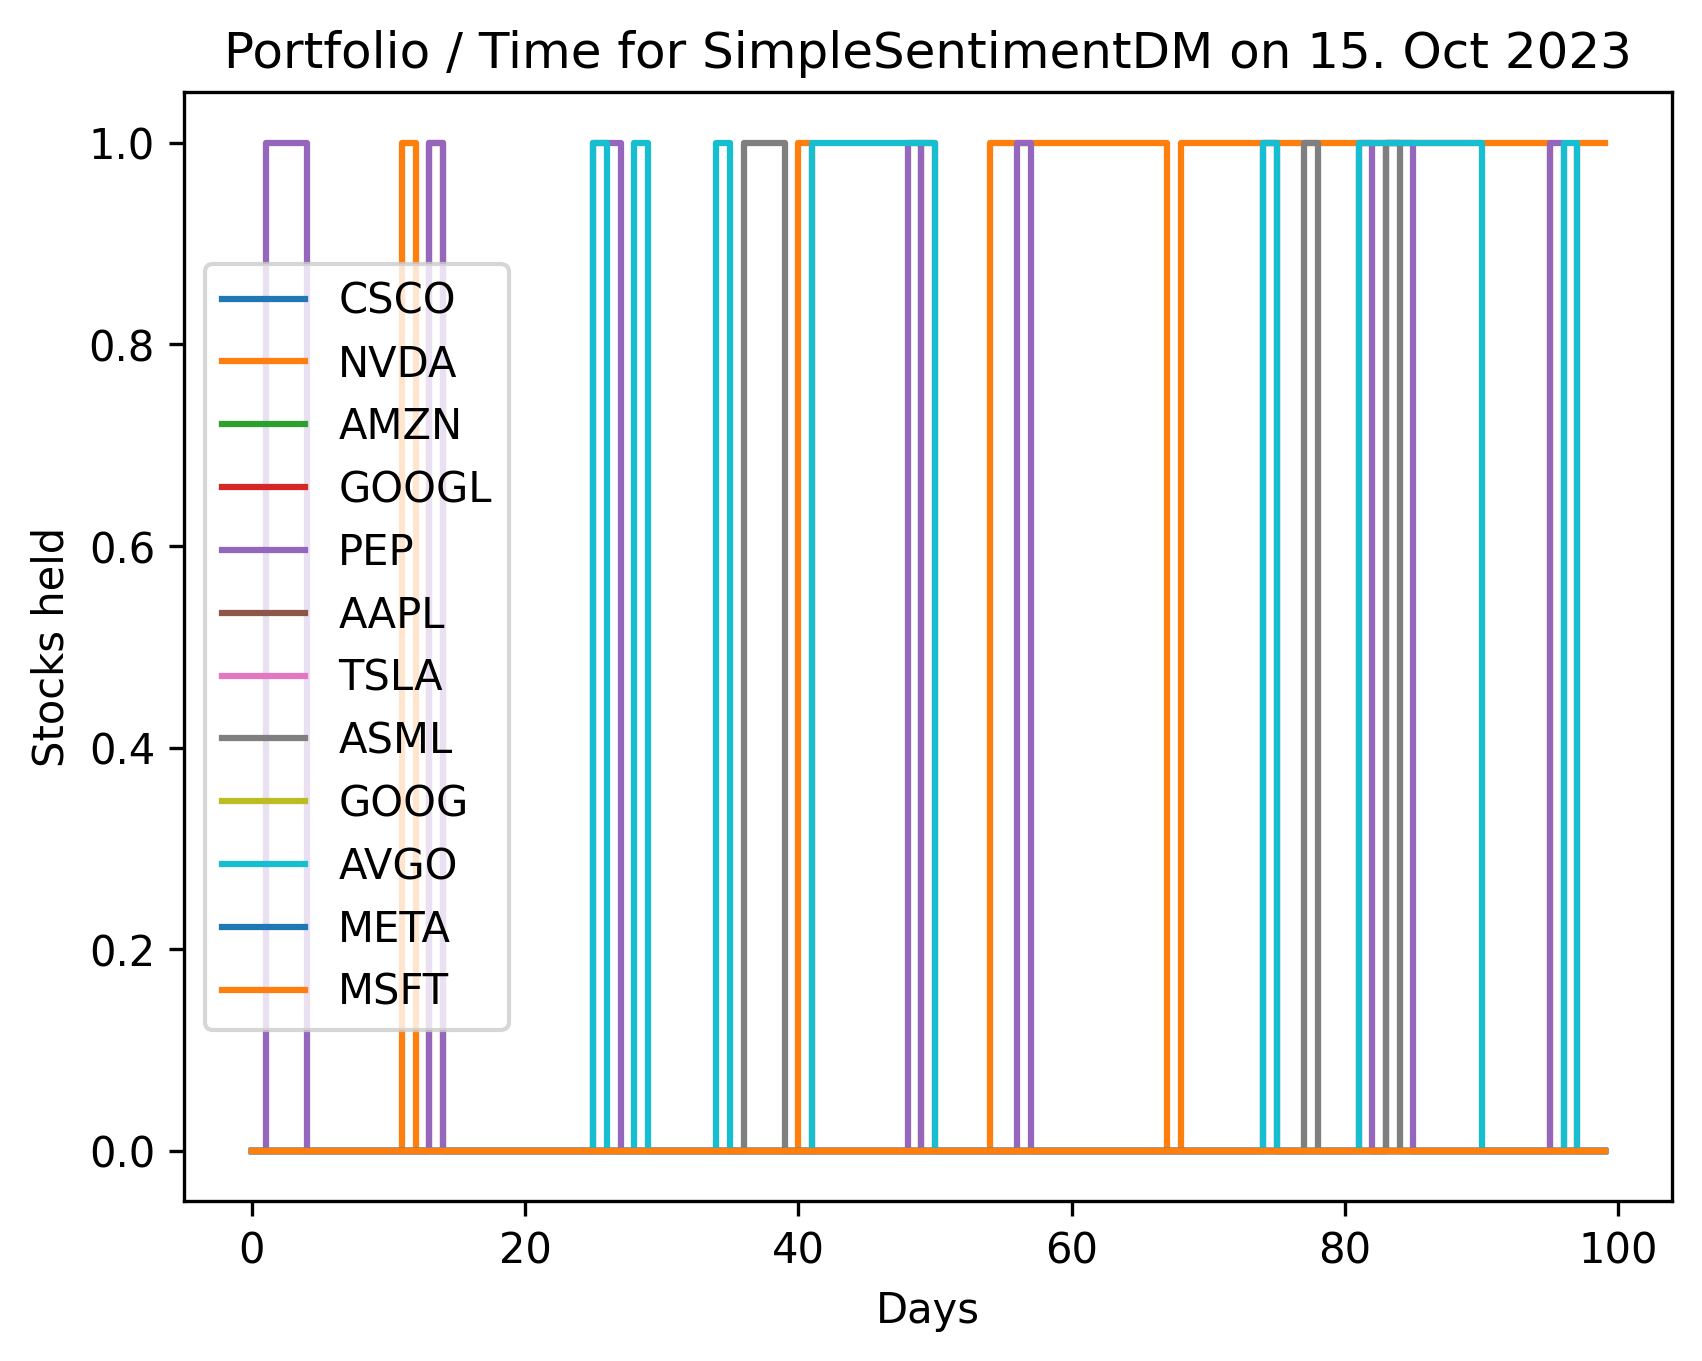 Portfolio / Time for SimpleSentimentDM on 15. Oct 2023
1.0
0.8
0.6
0.4
0.2
0.0
Stocks held
CSCO
NVDA
AMZN
GOOGL
PEP
AAPL
TSLA
ASML
GOOG
AVGO
META
MSFT
0 20 40 60 80 100
Days